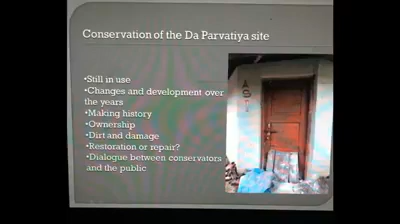 Conservation of the Da Parvatiya site
•Still in use
•Changes and development over
the years
•Making history
•Ownership
•Dirt and damage
•Restoration or repair?
•Dialogue between conservators
and the public
A
S
I